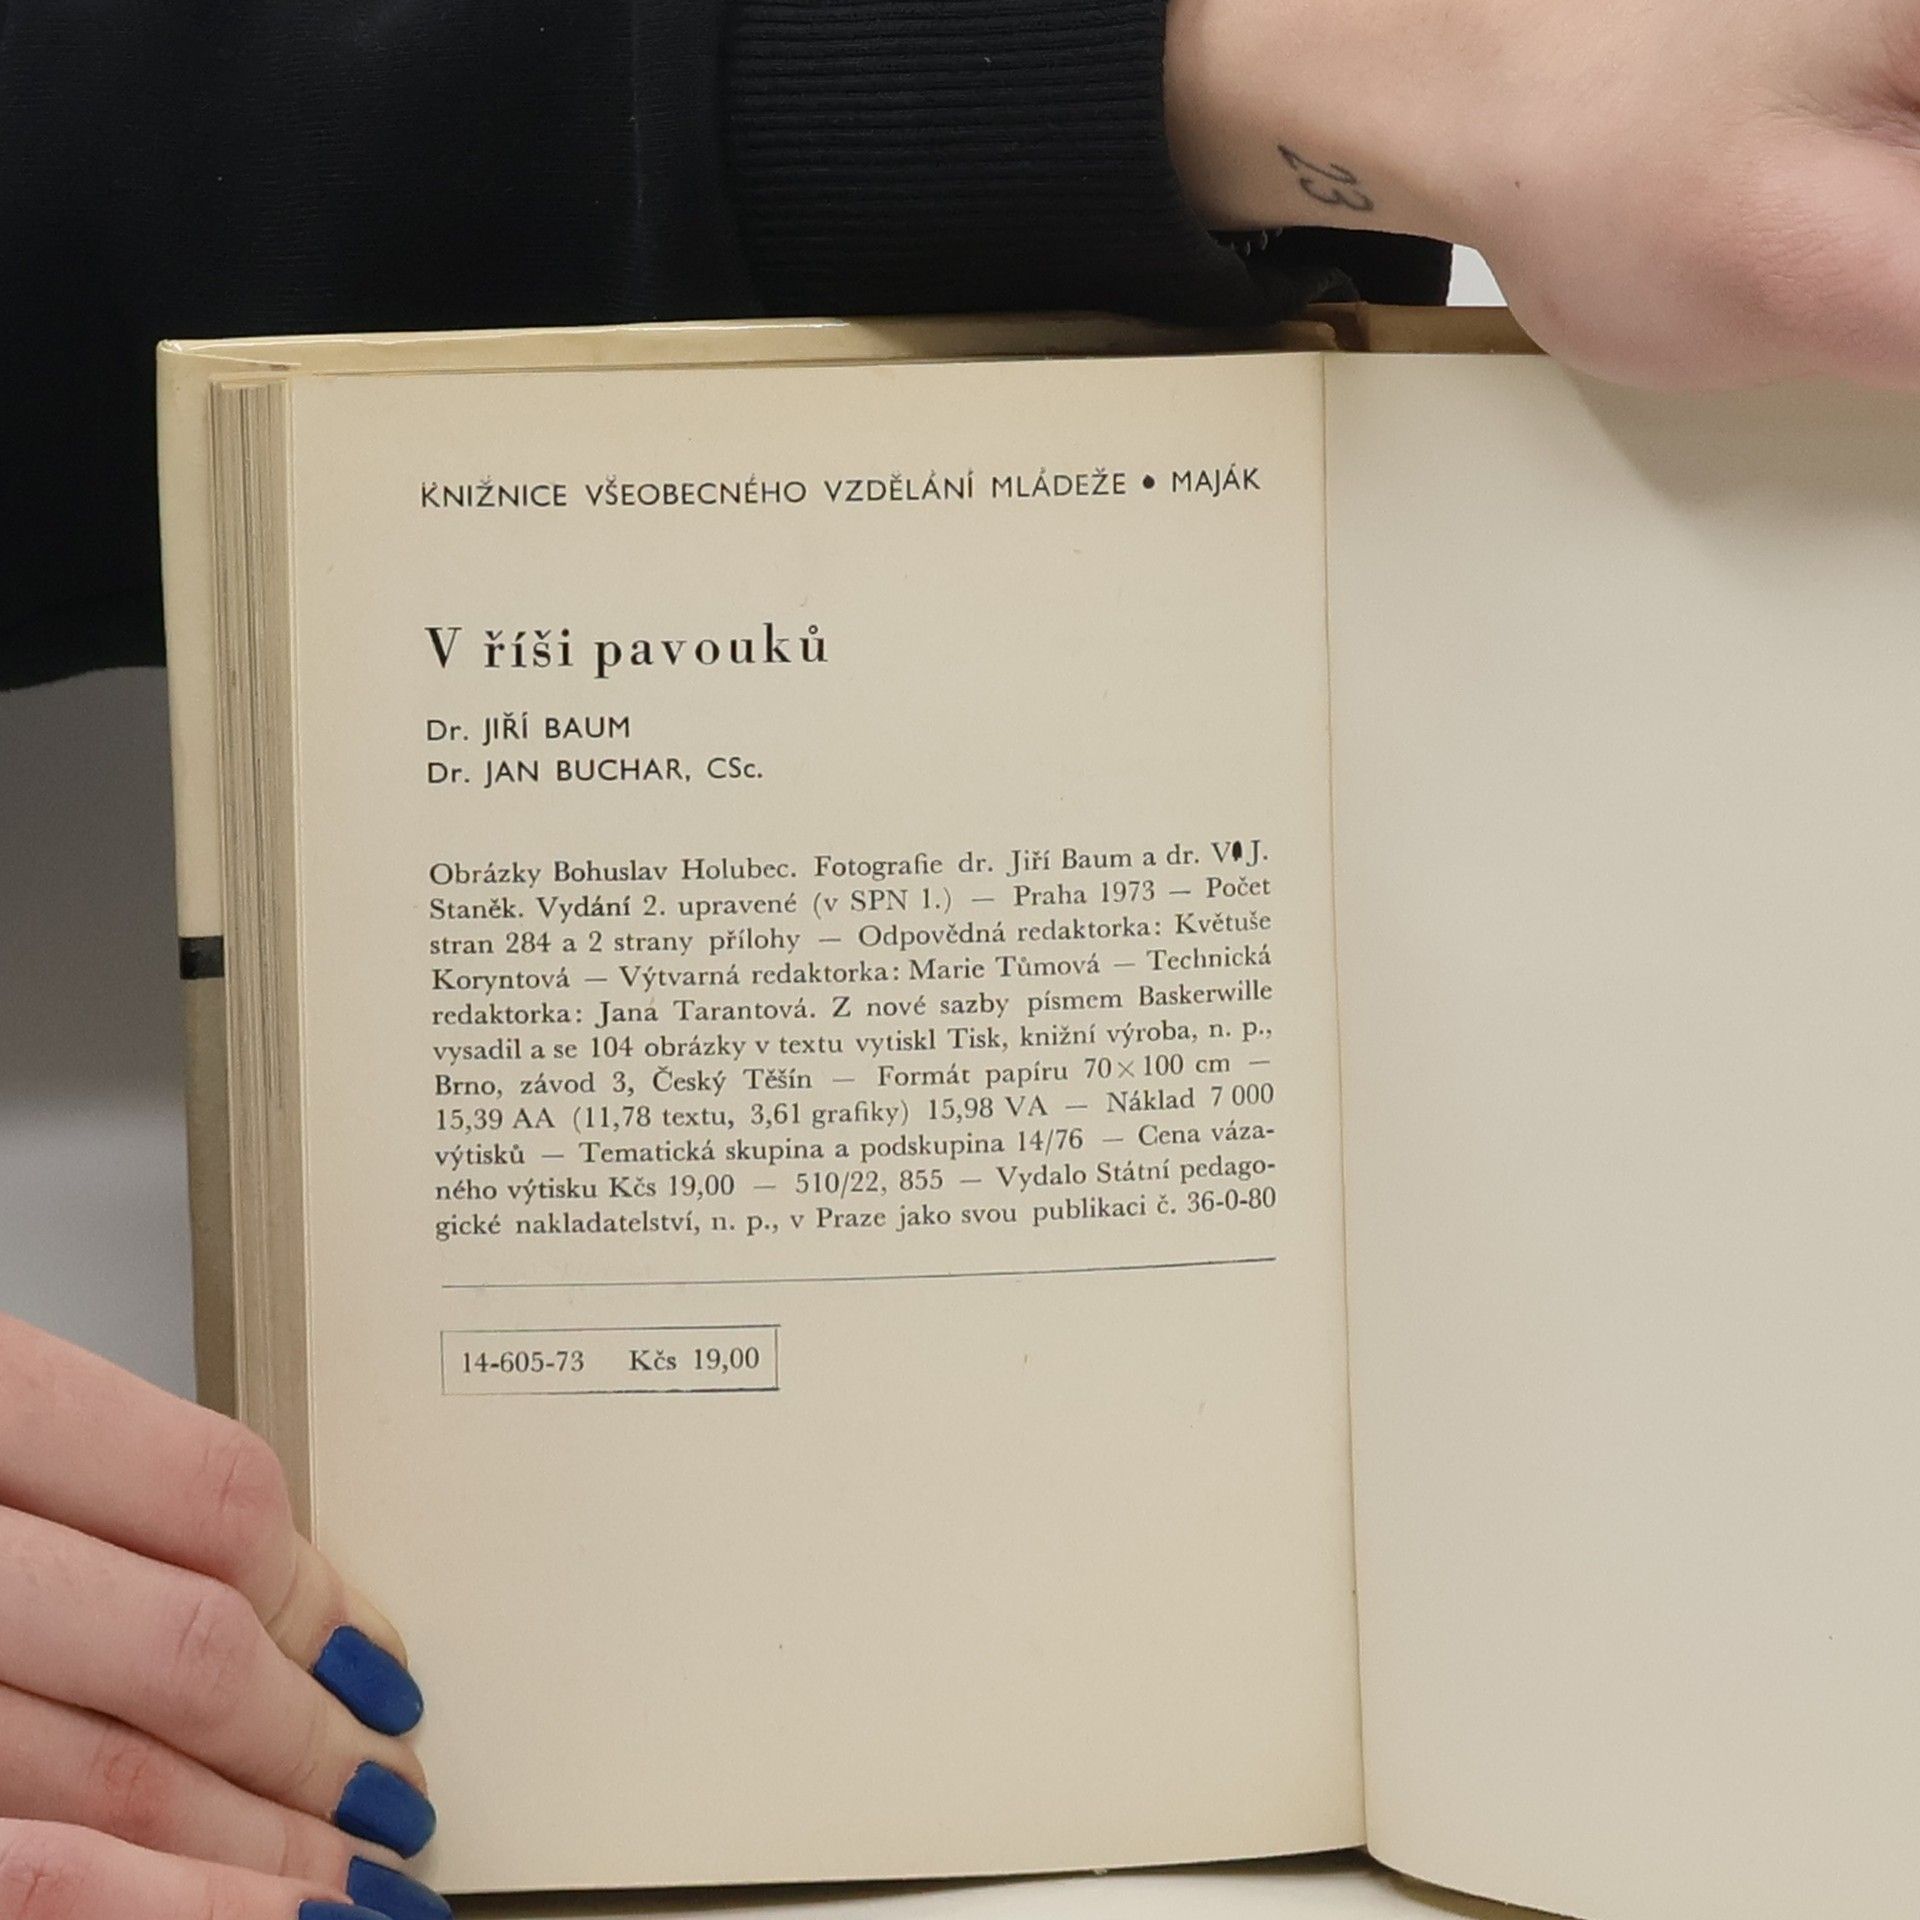 23
KNIŽNICE VŠEOBECNÉHO VZDĚLÁNÍ MLÁDEŽE • MAJÁK
V říši pavouků
Dr. JIŘÍ BAUM
Dr. JAN BUCHAR, CSc.
Obrázky Bohuslav Holubec. Fotografie dr. Jiří Baum a dr. V. J.
Staněk. Vydání 2. upravené (v SPN 1.) — Praha 1973 — Počet
stran 284 a 2 strany přílohy — Odpovědná redaktorka: Květuše
Koryntová — Výtvarná redaktorka: Marie Tůmová — Technická
redaktorka: Jana Tarantová. Z nové sazby písmem Baskerwille
vysadil a se 104 obrázky v textu vytiskl Tisk, knižní výroba, n. p.,
Brno, závod 3, Český Těšín — Formát papíru 70×100 cm —
15,39 AA (11,78 textu, 3,61 grafiky) 15,98 VA — Náklad 7 000
výtisků — Tematická skupina a podskupina 14/76 — Cena váza-
ného výtisku Kčs 19,00 — 510/22, 855 — Vydalo Státní pedago-
gické nakladatelství, n. p., v Praze jako svou publikaci č. 36-0-80
14-605-73 Kčs 19,00